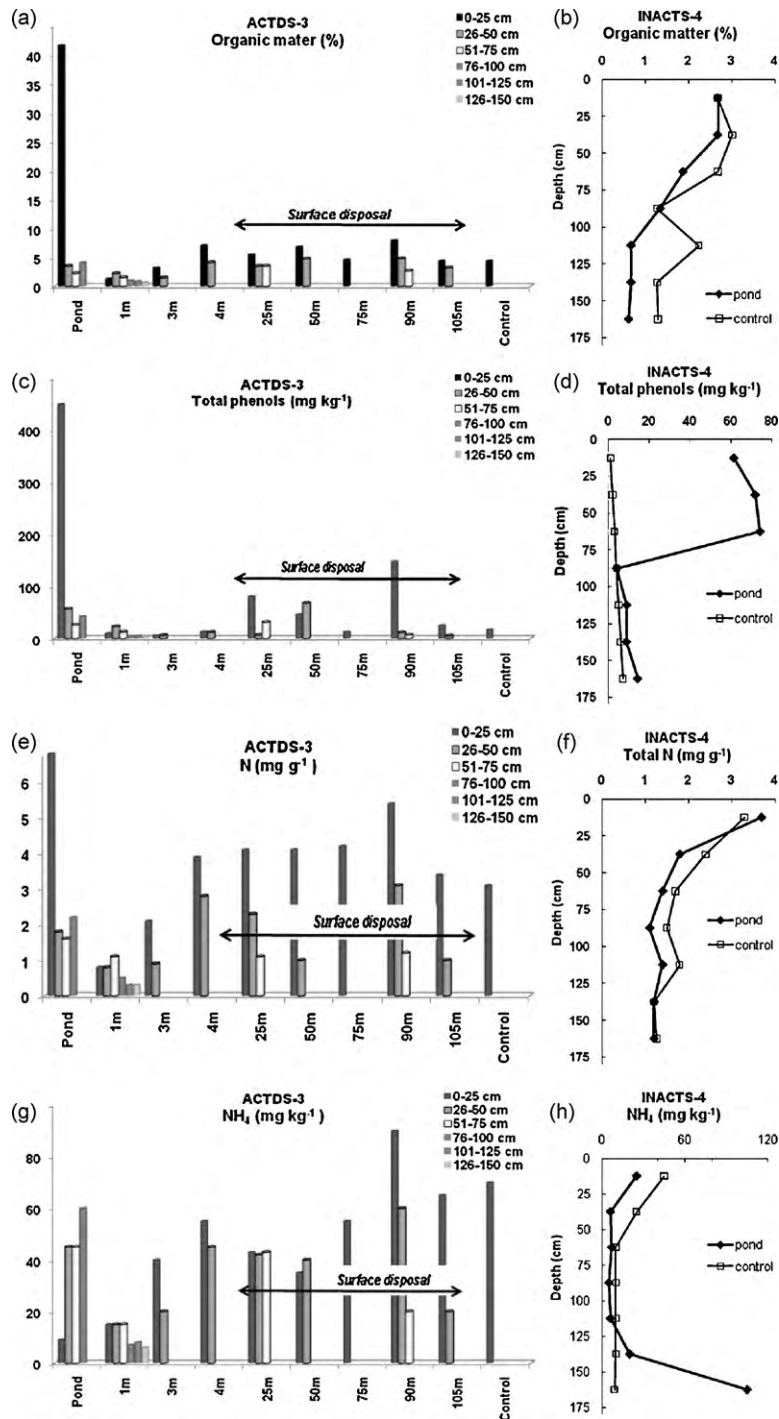 (a)
ACTDS-3
Organic mater (%)
0-25 cm
26-50 cm
51-75 cm
76-100 cm
101-125 cm
126-150 cm
45
40
35
30
25
20
15
10
5
0
Surface disposal
Pond
1m
3m
4m
25m
50m
75m
90m
105m
Control
(b)
INACTS-4
Organic matter (%)
0 1 2 3 4
Depth (cm)
0
25
50
75
100
125
150
175
pond
control
(c)
ACTDS-3
Total phenols (mg kg-1)
0-25 cm
26-50 cm
51-75 cm
76-100 cm
101-125 cm
126-150 cm
500
400
300
200
100
0
Surface disposal
Pond
1m
3m
4m
25m
50m
75m
90m
105m
Control
(d)
INACTS-4
Total phenols (mg kg-1)
0 20 40 60 80
Depth (cm)
0
25
50
75
100
125
150
175
pond
control
(e)
ACTDS-3
N (mg g-1 )
0-25 cm
26-50 cm
51-75 cm
76-100 cm
101-125 cm
126-150 cm
6
5
4
3
2
1
0
Surface disposal
Pond
1m
3m
4m
25m
50m
75m
90m
105m
Control
(f)
INACTS-4
Total N (mg g-1)
0 1 2 3 4
Depth (cm)
0
25
50
75
100
125
150
175
pond
control
(g)
ACTDS-3
NH4 (mg kg-1)
0-25 cm
26-50 cm
51-75 cm
76-100 cm
101-125 cm
126-150 cm
100
80
60
40
20
0
Surface disposal
Pond
1m
3m
4m
25m
50m
75m
90m
105m
Control
(h)
INACTS-4
NH4 (mg kg-1)
0 60 120
Depth (cm)
0
25
50
75
100
125
150
175
pond
control